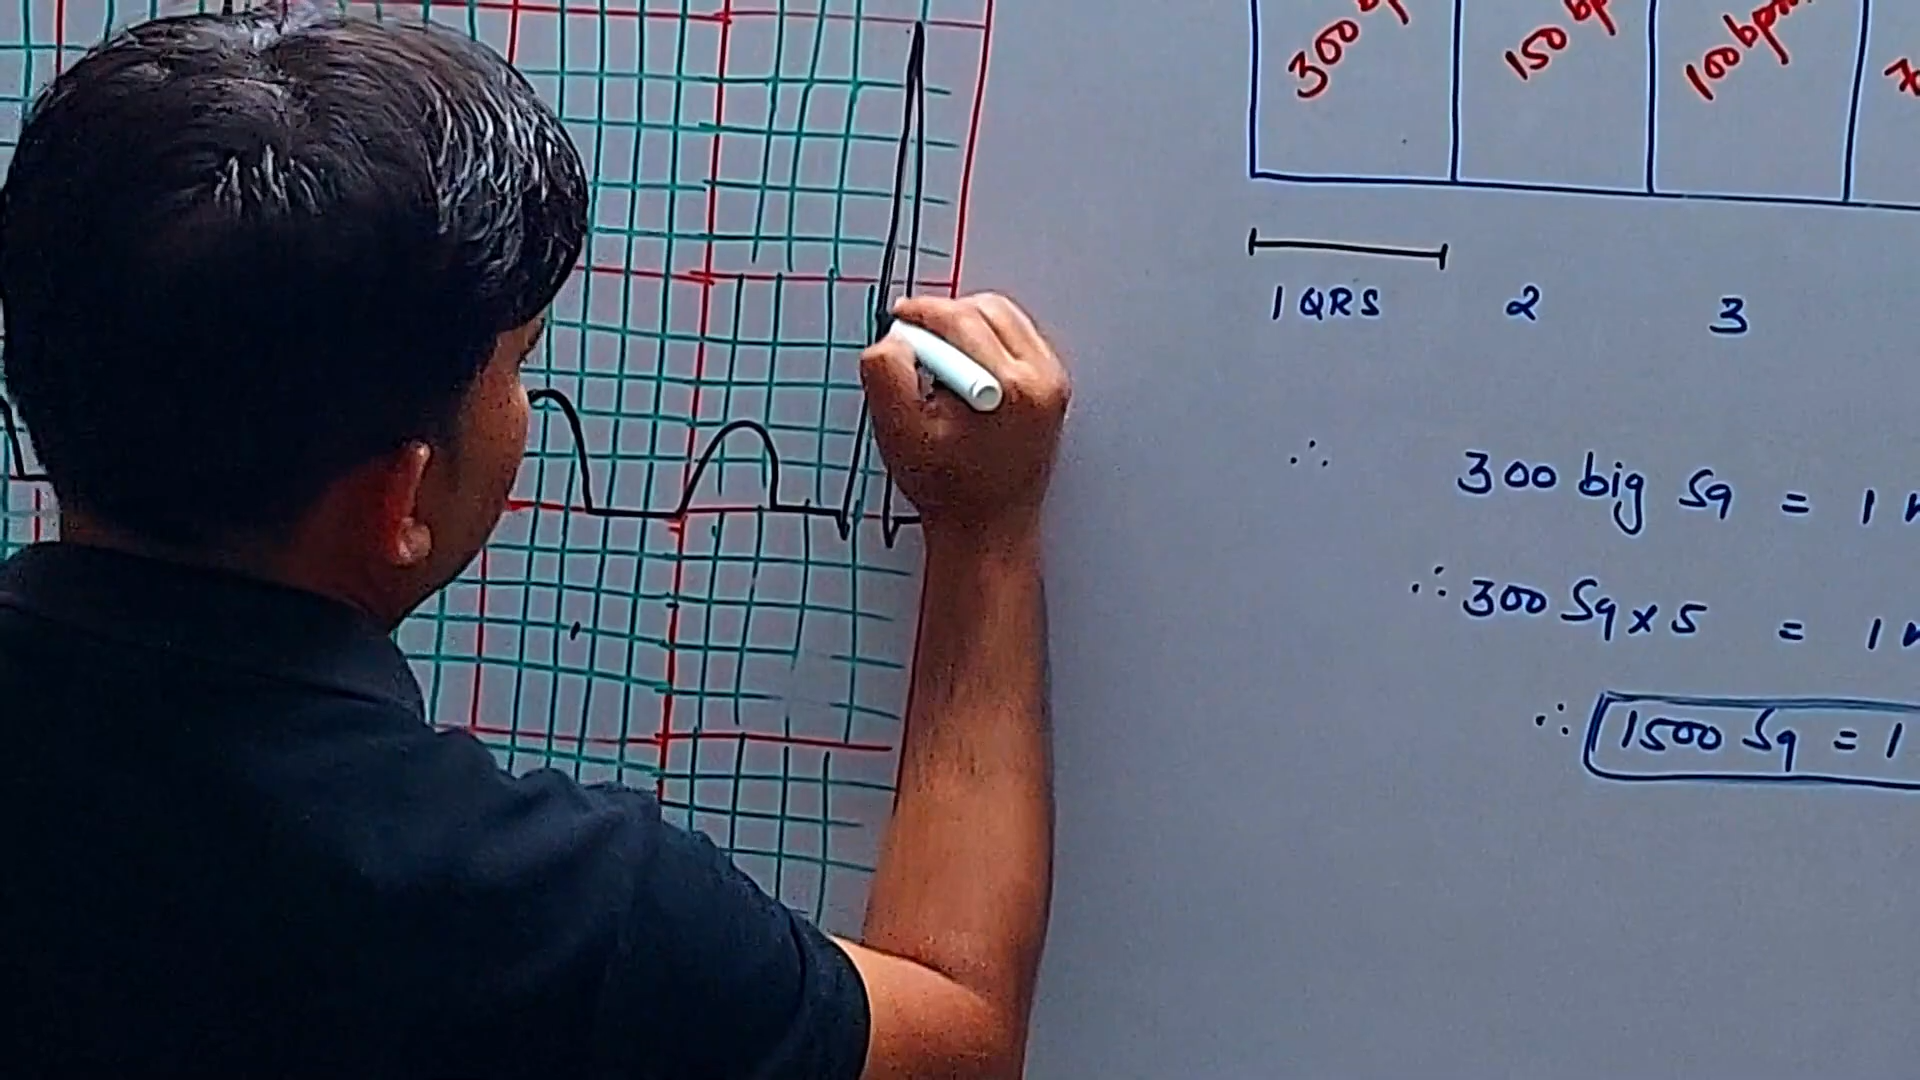 300 150 100bpm
1 QRS 2 3
∴ 300 big Sq = 1
∴ 300 Sq x 5 = 1
∴ 1500 Sq = 1